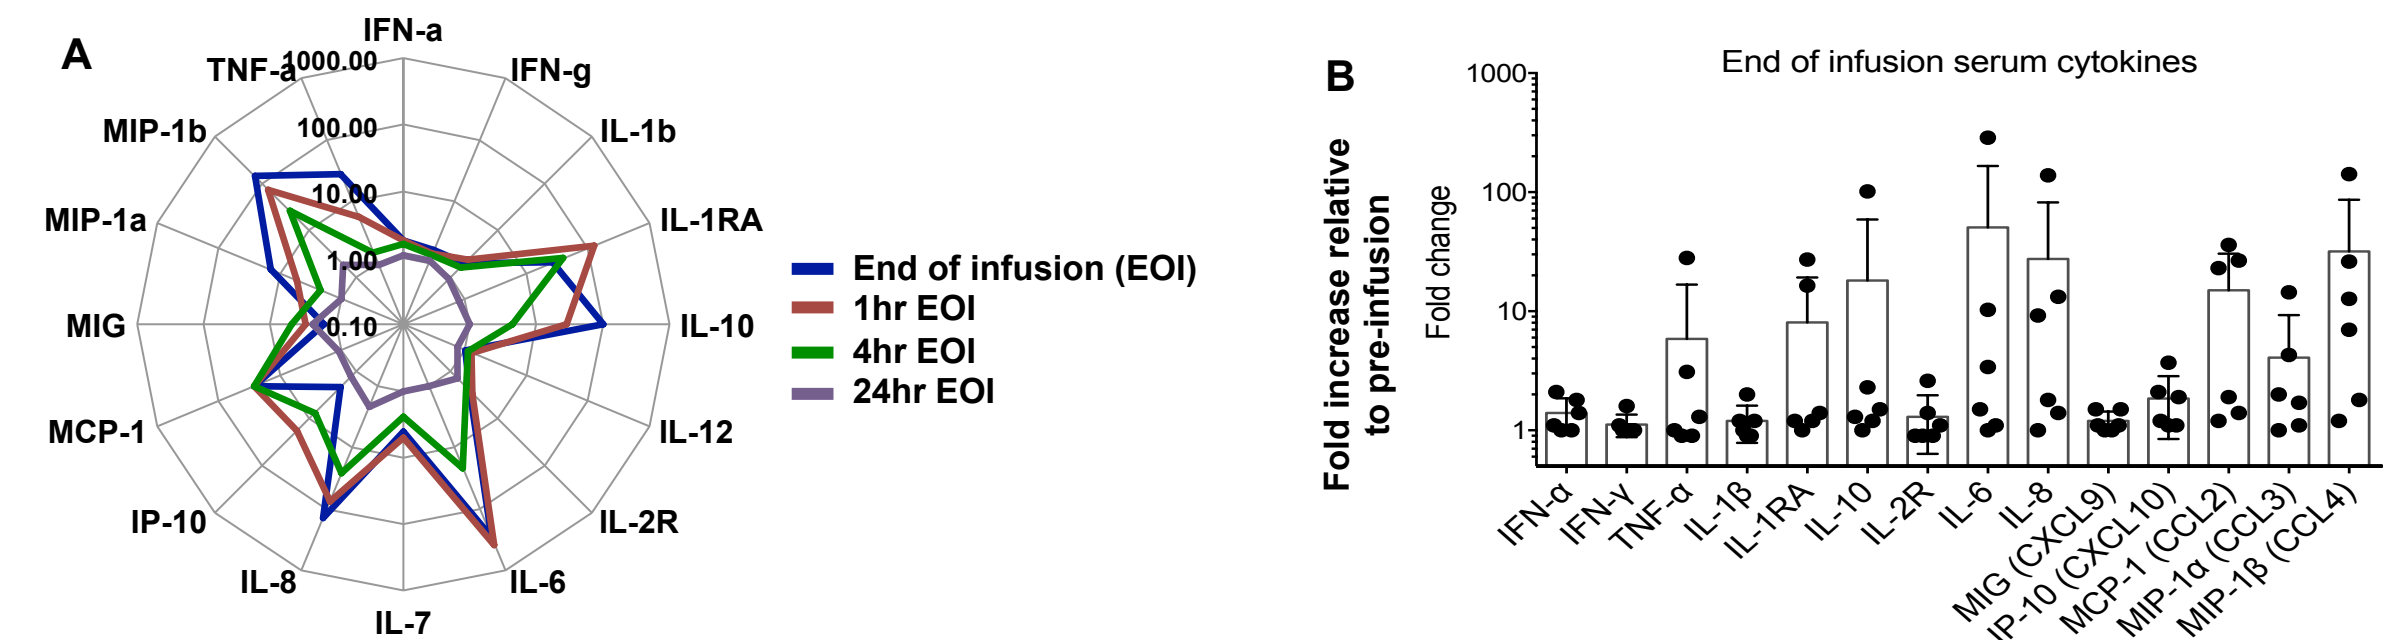 A
IFN-a
IFN-g
IL-1b
IL-1RA
IL-10
IL-12
IL-2R
IL-6
IL-7
IL-8
IP-10
MCP-1
MIG
MIP-1a
MIP-1b
TNF-a
1000.00
100.00
10.00
1.00
0.10
End of infusion (EOI)
1hr EOI
4hr EOI
24hr EOI
B
End of infusion serum cytokines
Fold increase relative
to pre-infusion
Fold change
1000
100
10
1
IFN-α
IFN-γ
TNF-α
IL-1β
IL-1RA
IL-10
IL-2R
IL-6
IL-8
MIG (CXCL9)
IP-10 (CXCL10)
MCP-1 (CCL2)
MIP-1α (CCL3)
MIP-1β (CCL4)